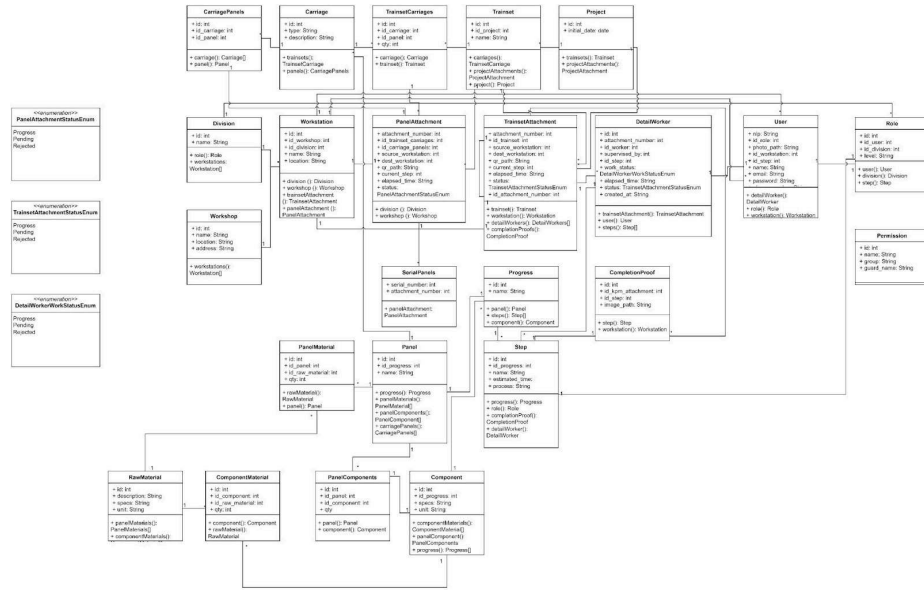 CarriagePanels
+ id: int
+ id_carriage: int
+ id_panel: int
+ carriage(): Carriage[]
+ panel(): Panel
Carriage
+ id: int
+ type: String
+ description: String
+ trainsets():
TrainsetCarriage
+ panels(): CarriagePanels
TrainsetCarriages
+ id: int
+ id_carriage: int
+ id_panel: int
+ qty: int
+ carriage(): Carriage
+ trainset(): Trainset
Trainset
+ id: int
+ id_project: int
+ name: String
+ carriages():
TrainsetCarriage
+ projectAttachments():
ProjectAttachment
+ project(): Project
Project
+ id: int
+ initial_date: date
+ trainsets(): Trainset
+ projectAttachments():
ProjectAttachment
<<enumeration>>
PanelAttachmentStatusEnum
Progress
Pending
Rejected
Division
+ id: int
+ name: String
+ role(): Role
+ workstations:
Workstation[]
Workstation
+ id: int
+ id_workshop: int
+ id_division: int
+ name: String
+ location: String
+ division (): Division
+ workshop (): Workshop
+ trainsetAttachment():
TrainsetAttachment
+ panelAttachment ():
PanelAttachment
PanelAttachment
+ attachment_number: int
+ id_trainset_carriages: int
+ id_carriage_panels: int
+ source_workstation: int
+ dest_workstation: int
+ qr_path: String
+ current_step: int
+ elapsed_time: String
+ status:
PanelAttachmentStatusEnum
+ division (): Division
+ workshop (): Workshop
TrainsetAttachment
+ attachment_number: int
+ id_trainset: int
+ source_workstation: int
+ dest_workstation: int
+ qr_path: String
+ current_step: int
+ elapsed_time: String
+ status:
TrainsetAttachmentStatusEnum
+ id_attachment_number: int
+ trainset(): Trainset
+ workstation(): Workstation
+ detailWorkers(): DetailWorkers[]
+ completionProofs():
CompletionProof
DetailWorker
+ id: int
+ attachment_number: int
+ id_worker: int
+ supervised_by: int
+ id_step: int
+ work_status:
DetailWorkerWorkStatusEnum
+ elapsed_time: String
+ status: TrainsetAttachmentStatusEnum
+ created_at: String
+ trainsetAttachment(): TrainsetAttachment
+ user(): User
+ steps(): Step[]
User
+ nip: String
+ id_role: int
+ photo_path: String
+ id_workstation: int
+ id_step: int
+ name: String
+ email: String
+ password: String
+ detailWorker():
DetailWorker
+ role(): Role
+ workstation(): Workstation
Role
+ id: int
+ id_user: int
+ id_division: int
+ level: String
+ user(): User
+ division(): Division
+ step(): Step
<<enumeration>>
TrainsetAttachmentStatusEnum
Progress
Pending
Rejected
Workshop
+ id: int
+ name: String
+ location: String
+ address: String
+ workstations():
Workstation[]
Permission
+ id: int
+ name: String
+ group: String
+ guard_name: String
<<enumeration>>
DetailWorkerWorkStatusEnum
Progress
Pending
Rejected
SerialPanels
+ serial_number: int
+ attachment_number: int
+ panelAttachment:
PanelAttachment
Progress
+ id: int
+ name: String
+ panel(): Panel
+ steps(): Step[]
+ component(): Component
CompletionProof
+ id: int
+ id_kpm_attachment: int
+ id_step: int
+ image_path: String
+ step(): Step
+ workstation(): Workstation
PanelMaterial
+ id: int
+ id_panel: int
+ id_raw_material: int
+ qty: int
+ rawMaterial():
RawMaterial
+ panel(): Panel
Panel
+ id: int
+ id_progress: int
+ name: String
+ progress(): Progress
+ panelMaterials():
PanelMaterial[]
+ panelComponents():
PanelComponent[]
+ carriagePanels():
CarriagePanels[]
Step
+ id: int
+ id_progress: int
+ name: String
+ estimated_time:
+ process: String
+ progress(): Progress
+ role(): Role
+ completionProof():
CompletionProof
+ detailWorker():
DetailWorker
RawMaterial
+ id: int
+ description: String
+ specs: String
+ unit: String
+ panelMaterials():
PanelMaterials[]
+ componentMaterials():
ComponentMaterial
+ id: int
+ id_component: int
+ id_raw_material: int
+ qty: int
+ component(): Component
+ rawMaterial():
RawMaterial
PanelComponents
+ id: int
+ id_panel: int
+ id_component: int
+ qty
+ panel(): Panel
+ component(): Component
Component
+ id: int
+ id_progress: int
+ specs: String
+ unit: String
+ componentMaterials():
ComponentMaterial[]
+ panelComponent()
PanelComponents
+ progress(): Progress[]